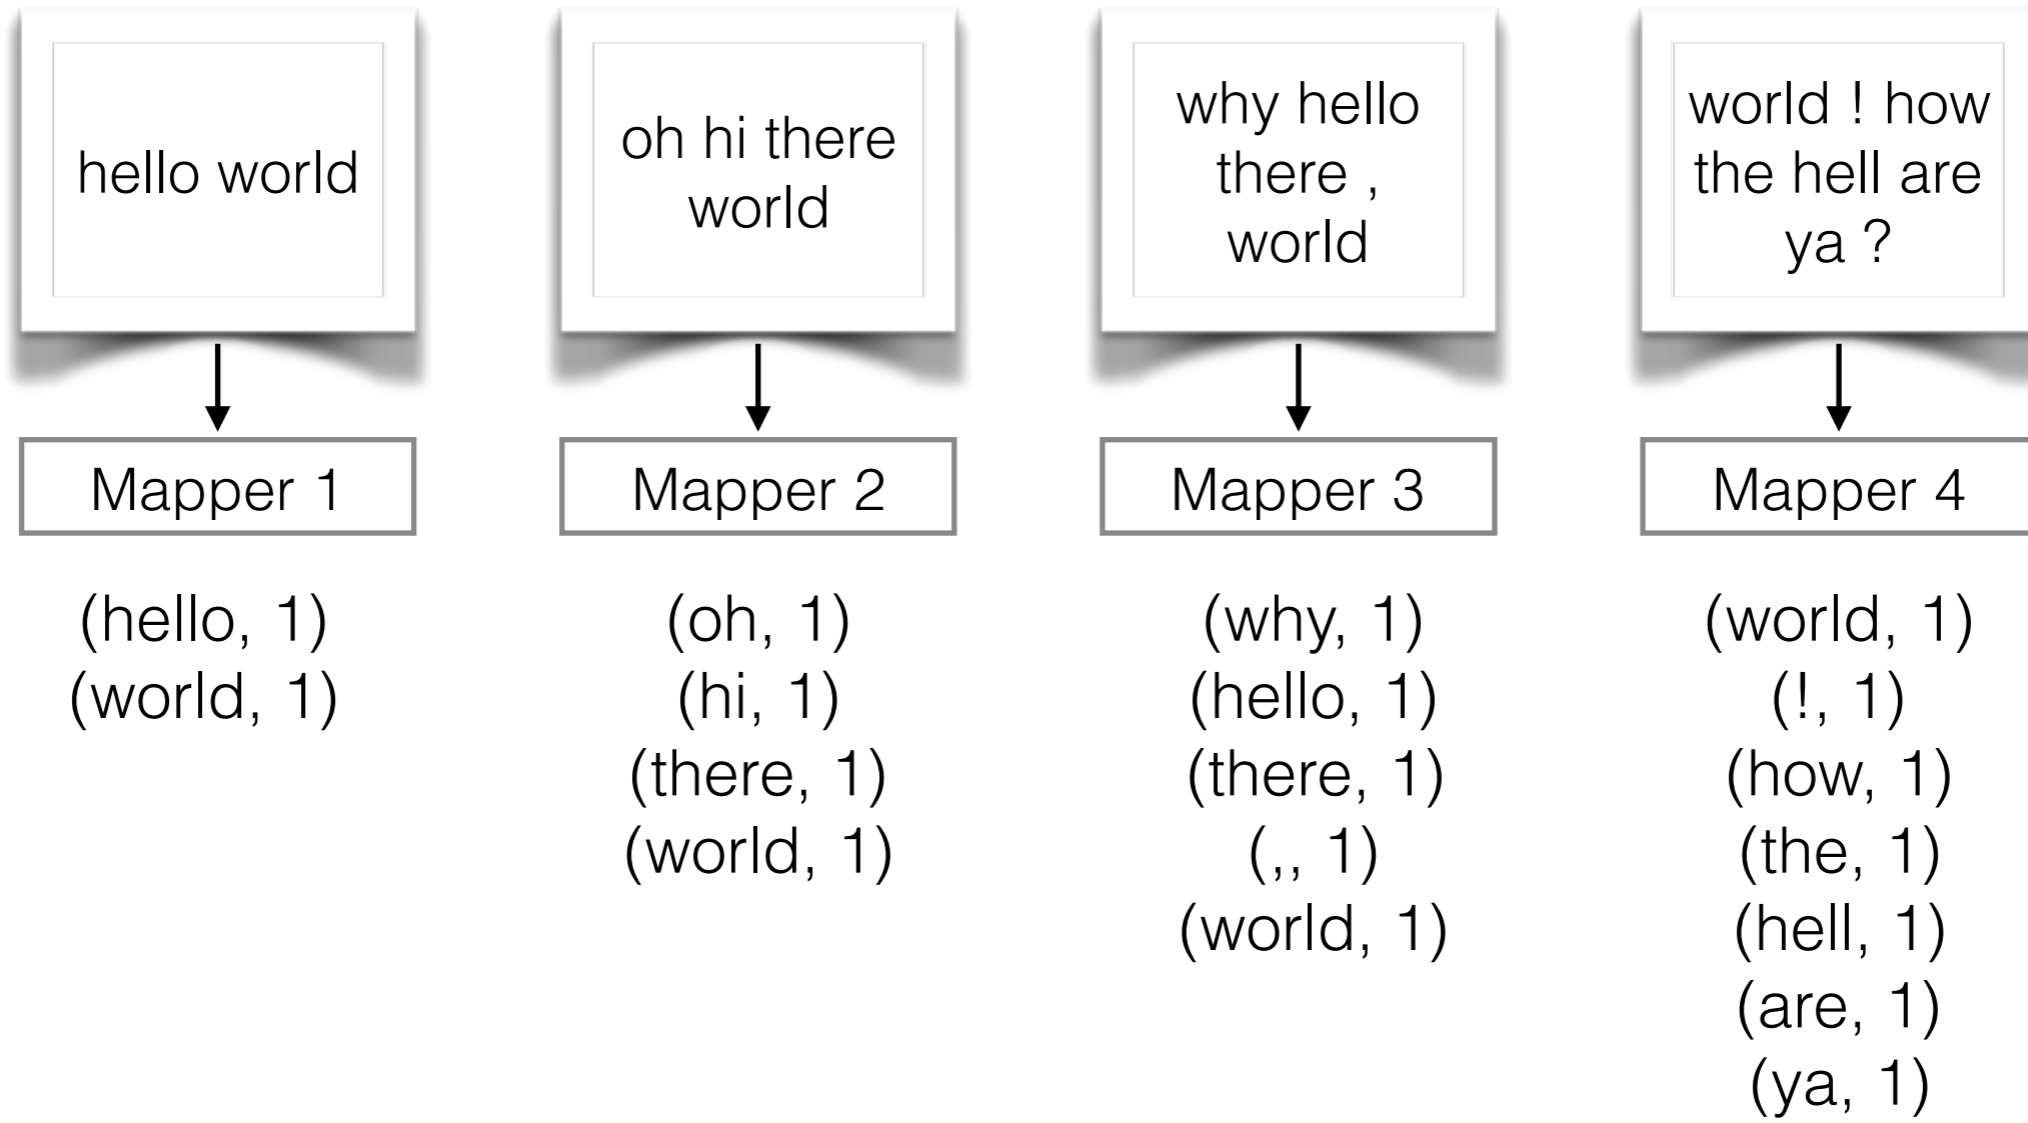 hello world
oh hi there
world
why hello
there ,
world
world ! how
the hell are
ya ?
Mapper 1
Mapper 2
Mapper 3
Mapper 4
(hello, 1)
(world, 1)
(oh, 1)
(hi, 1)
(there, 1)
(world, 1)
(why, 1)
(hello, 1)
(there, 1)
(,, 1)
(world, 1)
(world, 1)
(!, 1)
(how, 1)
(the, 1)
(hell, 1)
(are, 1)
(ya, 1)